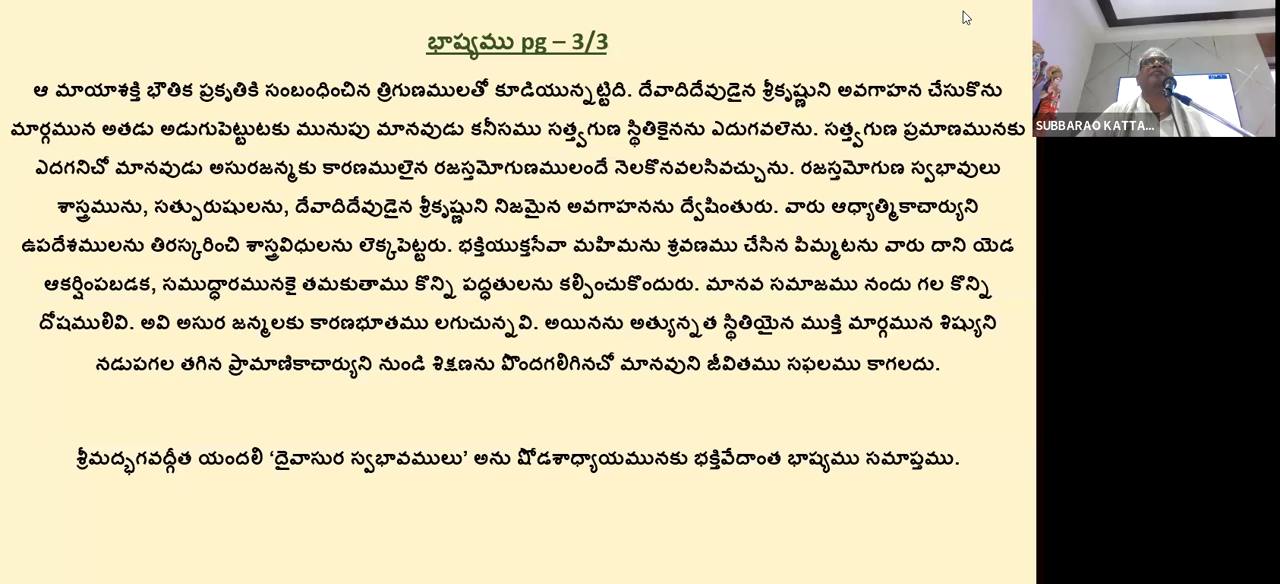 భాష్యము pg – 3/3
ఆ మాయాశక్తి భౌతిక ప్రకృతికి సంబంధించిన త్రిగుణములతో కూడియున్నట్టిది. దేవాదిదేవుడైన శ్రీకృష్ణుని అవగాహన చేసుకొను
మార్గమున అతడు అడుగుపెట్టుటకు మునుపు మానవుడు కనీసము సత్త్వగుణ స్థితికైనను ఎదుగవలెను. సత్త్వగుణ ప్రమాణమునకు
ఎదగనిచో మానవుడు అసురజన్మకు కారణములైన రజస్తమోగుణములందే నెలకొనవలసివచ్చును. రజస్తమోగుణ స్వభావులు
శాస్త్రమును, సత్పురుషులను, దేవాదిదేవుడైన శ్రీకృష్ణుని నిజమైన అవగాహనను ద్వేషింతురు. వారు ఆధ్యాత్మికాచార్యుని
ఉపదేశములను తిరస్కరించి శాస్త్రవిధులను లెక్కపెట్టరు. భక్తియుక్తసేవా మహిమను శ్రవణము చేసిన పిమ్మటను వారు దాని యెడ
ఆకర్షింపబడక, సముద్ధారమునకై తమకుతాము కొన్ని పద్ధతులను కల్పించుకొందురు. మానవ సమాజము నందు గల కొన్ని
దోషములివి. అవి అసుర జన్మలకు కారణభూతము లగుచున్నవి. అయినను అత్యున్నత స్థితియైన ముక్తి మార్గమున శిష్యుని
నడుపగల తగిన ప్రామాణికాచార్యుని నుండి శిక్షణను పొందగలిగినచో మానవుని జీవితము సఫలము కాగలదు.
శ్రీమద్భగవద్గీత యందలి ‘దైవాసుర స్వభావములు’ అను షోడశాధ్యాయమునకు భక్తివేదాంత భాష్యము సమాప్తము.
SUBBARAO KATTA...